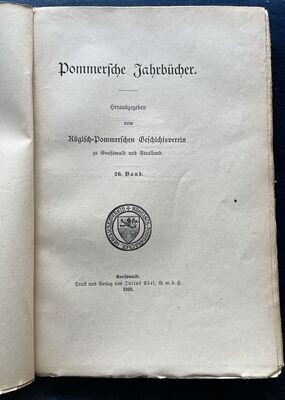 Pommersche Jahrbücher.
Herausgegeben
vom
Rügisch-Pommerschen Geschichtsverein
zu Greifswald und Stralsund.
20. Band.
Greifswald.
Druck und Verlag von Julius Abel, G. m. b. H.